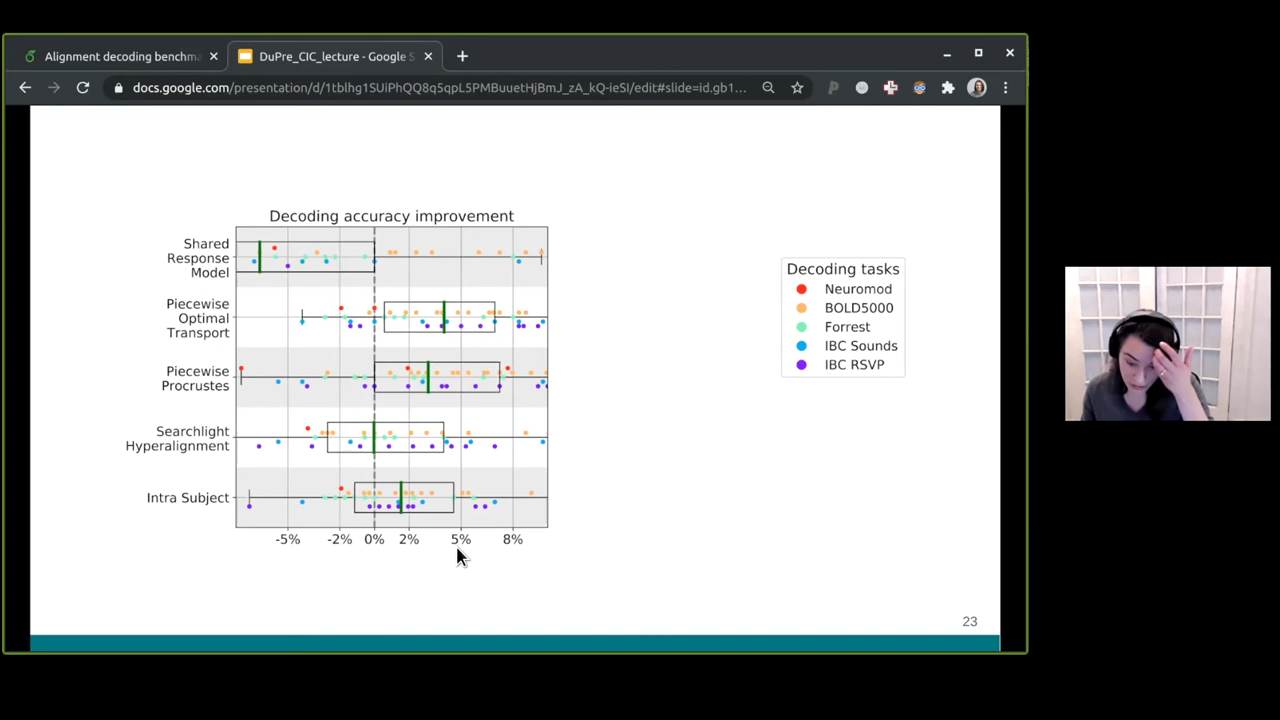 Alignment decoding benchma
DuPre_CIC_lecture - Google S
docs.google.com/presentation/d/1tblhg1SUiPhQQ8q5qpL5PMBuuetHjBmJ_zA_kQ-ieSI/edit#slide=id.gb1...
Decoding accuracy improvement
Shared
Response
Model
Piecewise
Optimal
Transport
Piecewise
Procrustes
Searchlight
Hyperalignment
Intra Subject
-5% -2% 0% 2% 5% 8%
Decoding tasks
Neuromod
BOLD5000
Forrest
IBC Sounds
IBC RSVP
23